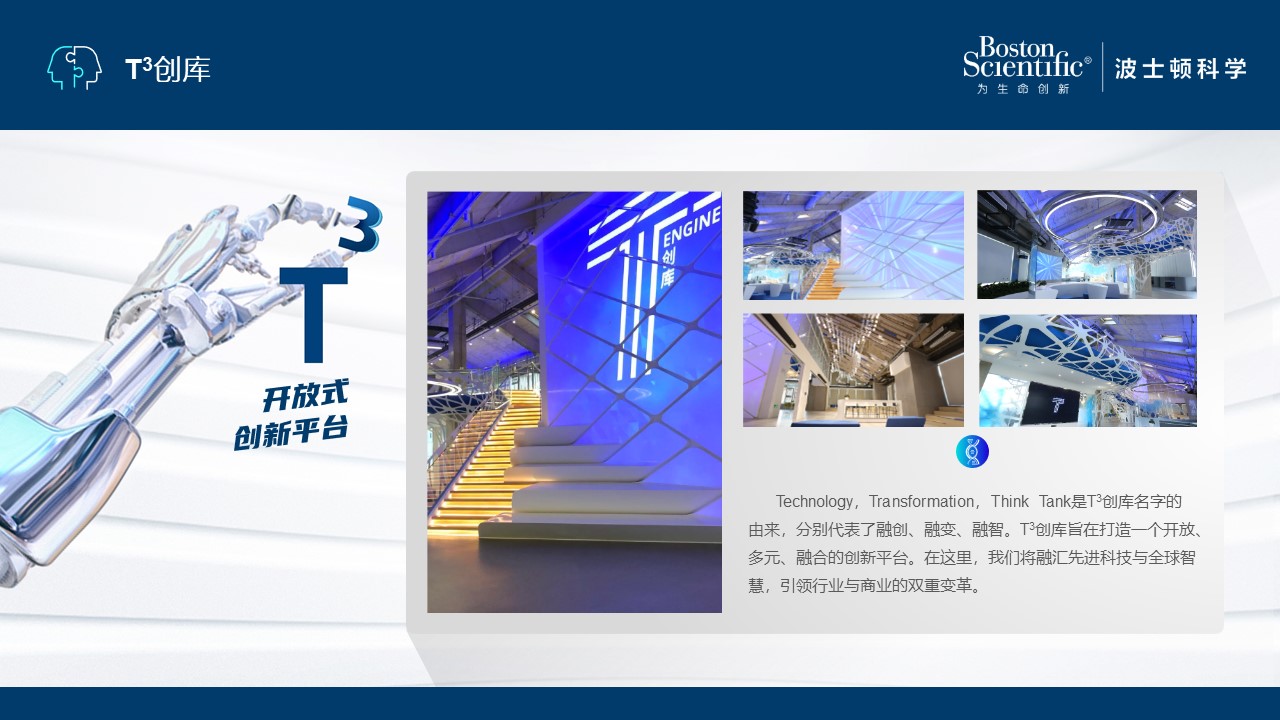 T³创库
Boston
Scientific®
为生命创新
波士顿科学
T³
开放式
创新平台
ENGINE
创
库
Technology，Transformation，Think Tank是T³创库名字的
由来，分别代表了融创、融变、融智。T³创库旨在打造一个开放、
多元、融合的创新平台。在这里，我们将融汇先进科技与全球智
慧，引领行业与商业的双重变革。